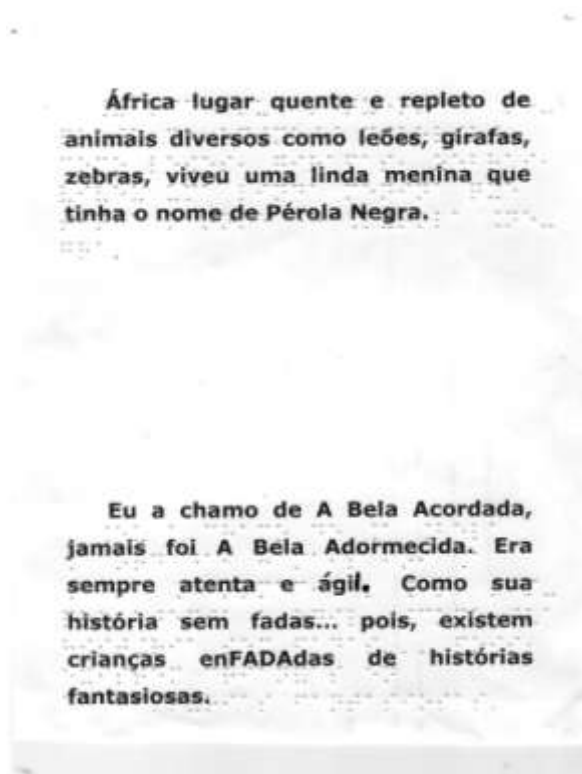 África lugar quente e repleto de
animais diversos como leões, girafas,
zebras, viveu uma linda menina que
tinha o nome de Pérola Negra.
Eu a chamo de A Bela Acordada,
jamais foi A Bela Adormecida. Era
sempre atenta e ágil. Como sua
história sem fadas... pois, existem
crianças enFADAdas de histórias
fantasiosas.